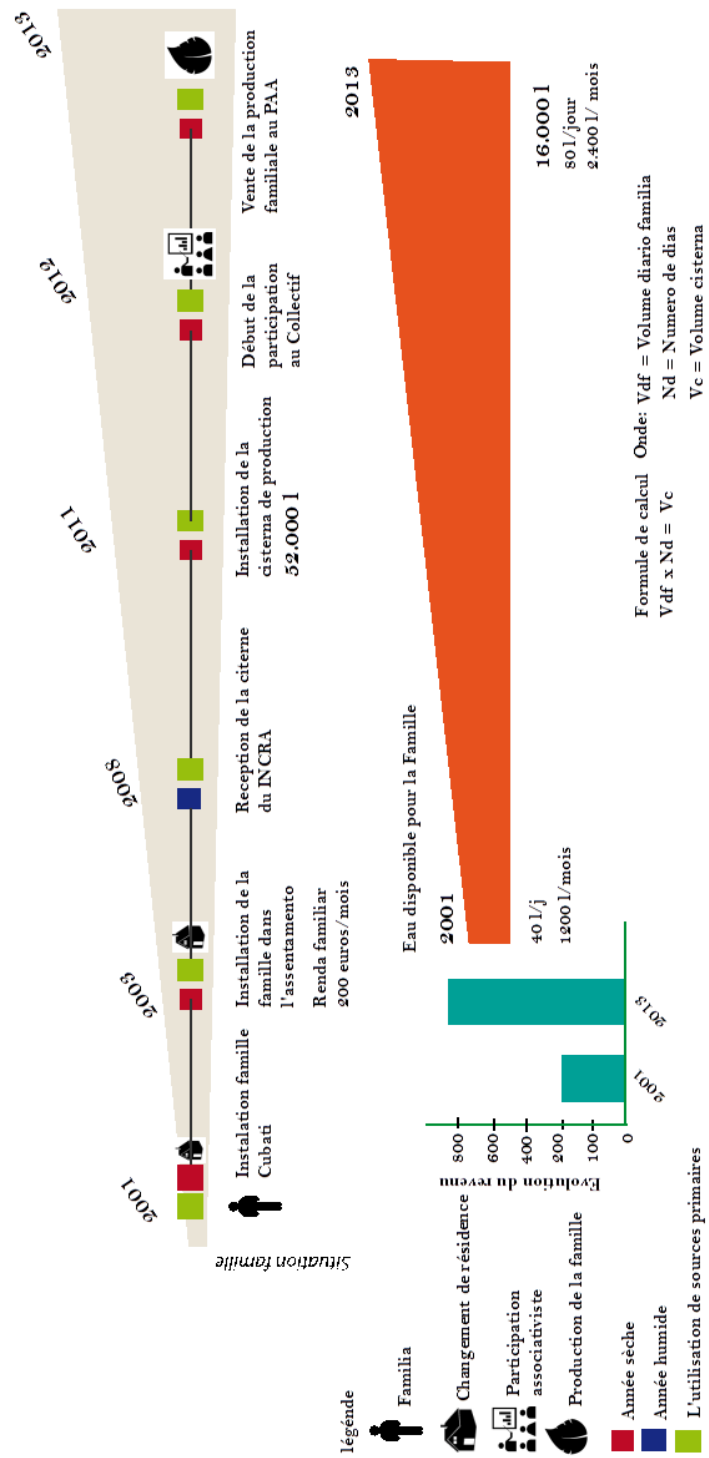 2001
2003
2008
2011
2012
2013
Situation famille
Instalation famille
Cubati
Installation de la
famille dans
l'assentamento
Renda familiar
200 euros/mois
Reception de la citerne
du INCRA
Installation de la
cisterna de production
52.000 l
Début de la
participation
au Collectif
Vente de la production
familiale au PAA
légénde
Familia
Changement de résidence
Participation
associativiste
Production de la famille
Année sèche
Année humide
L'utilisation de sources primaires
Evolution du revenu
800
600
400
200
100
0
2001
2013
Eau disponible pour la Famille
2001
40 l/j
1200 l/mois
2013
16.000 l
80 l/jour
2.400 l/ mois
Formule de calcul
Vdf x Nd = Vc
Onde: Vdf = Volume diario familia
Nd = Numero de dias
Vc = Volume cisterna